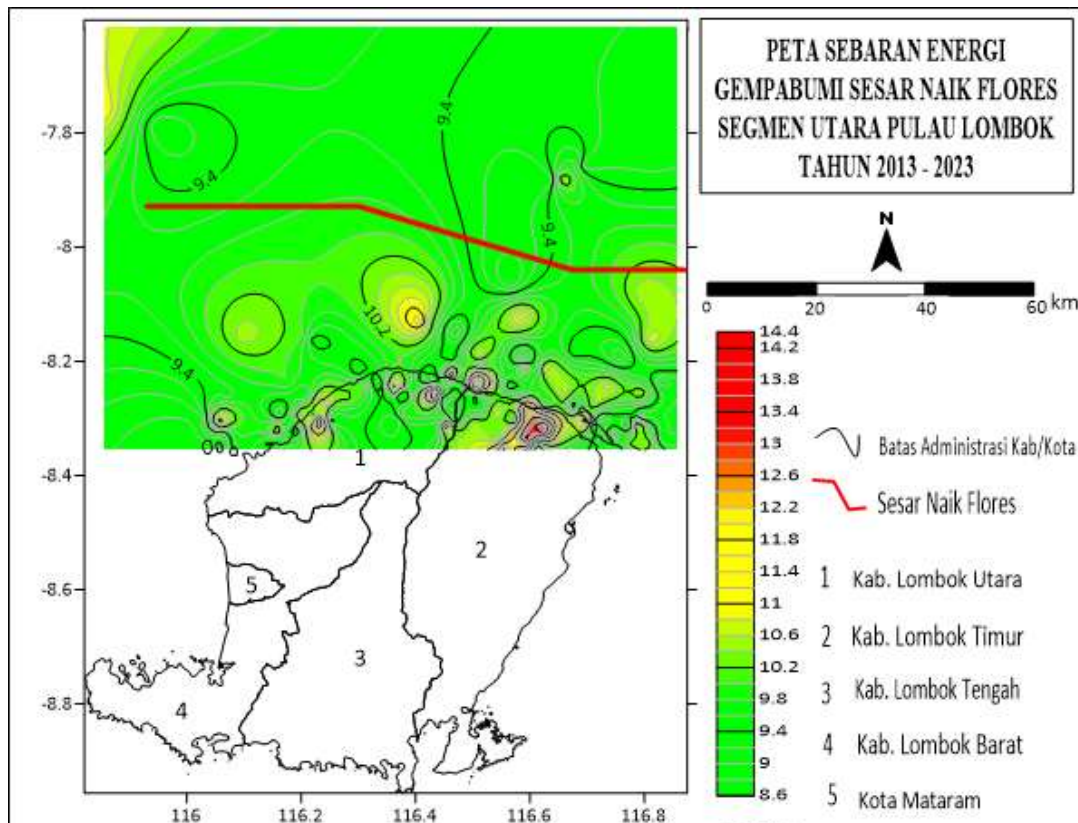 PETA SEBARAN ENERGI
GEMPABUMI SESAR NAIK FLORES
SEGMEN UTARA PULAU LOMBOK
TAHUN 2013 - 2023
N
0 20 40 60 km
14.4
14.2
13.8
13.4
13
12.6
12.2
11.8
11.4
11
10.6
10.2
9.8
9.4
9
8.6
Batas Administrasi Kab/Kota
Sesar Naik Flores
1 Kab. Lombok Utara
2 Kab. Lombok Timur
3 Kab. Lombok Tengah
4 Kab. Lombok Barat
5 Kota Mataram
-7.8
-8
-8.2
-8.4
-8.6
-8.8
116 116.2 116.4 116.6 116.8
9.4
9.4
9.4
10.2
9.4
1
2
5
3
4